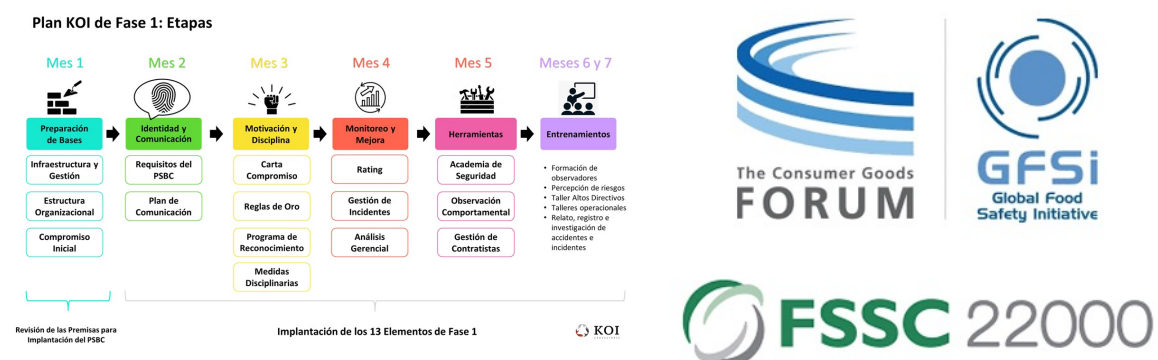 Plan KOI de Fase 1: Etapas
Mes 1
Mes 2
Mes 3
Mes 4
Mes 5
Meses 6 y 7
Preparación
de Bases
Identidad y
Comunicación
Motivación y
Disciplina
Monitoreo y
Mejora
Herramientas
Entrenamientos
Infraestructura y
Gestión
Estructura
Organizacional
Compromiso
Inicial
Requisitos del
PSBC
Plan de
Comunicación
Carta
Compromiso
Reglas de Oro
Programa de
Reconocimiento
Medidas
Disciplinarias
Rating
Gestión de
Incidentes
Análisis
Gerencial
Academia de
Seguridad
Observación
Comportamental
Gestión de
Contratistas
• Formación de
observadores
• Percepción de riesgos
• Taller Altos Directivos
• Talleres operacionales
• Relato, registro e
investigación de
accidentes e
incidentes
Revisión de las Premisas para
Implantación del PSBC
Implantación de los 13 Elementos de Fase 1
KOI
The Consumer Goods
FORUM
GFSi
Global Food
Safety Initiative
FSSC 22000